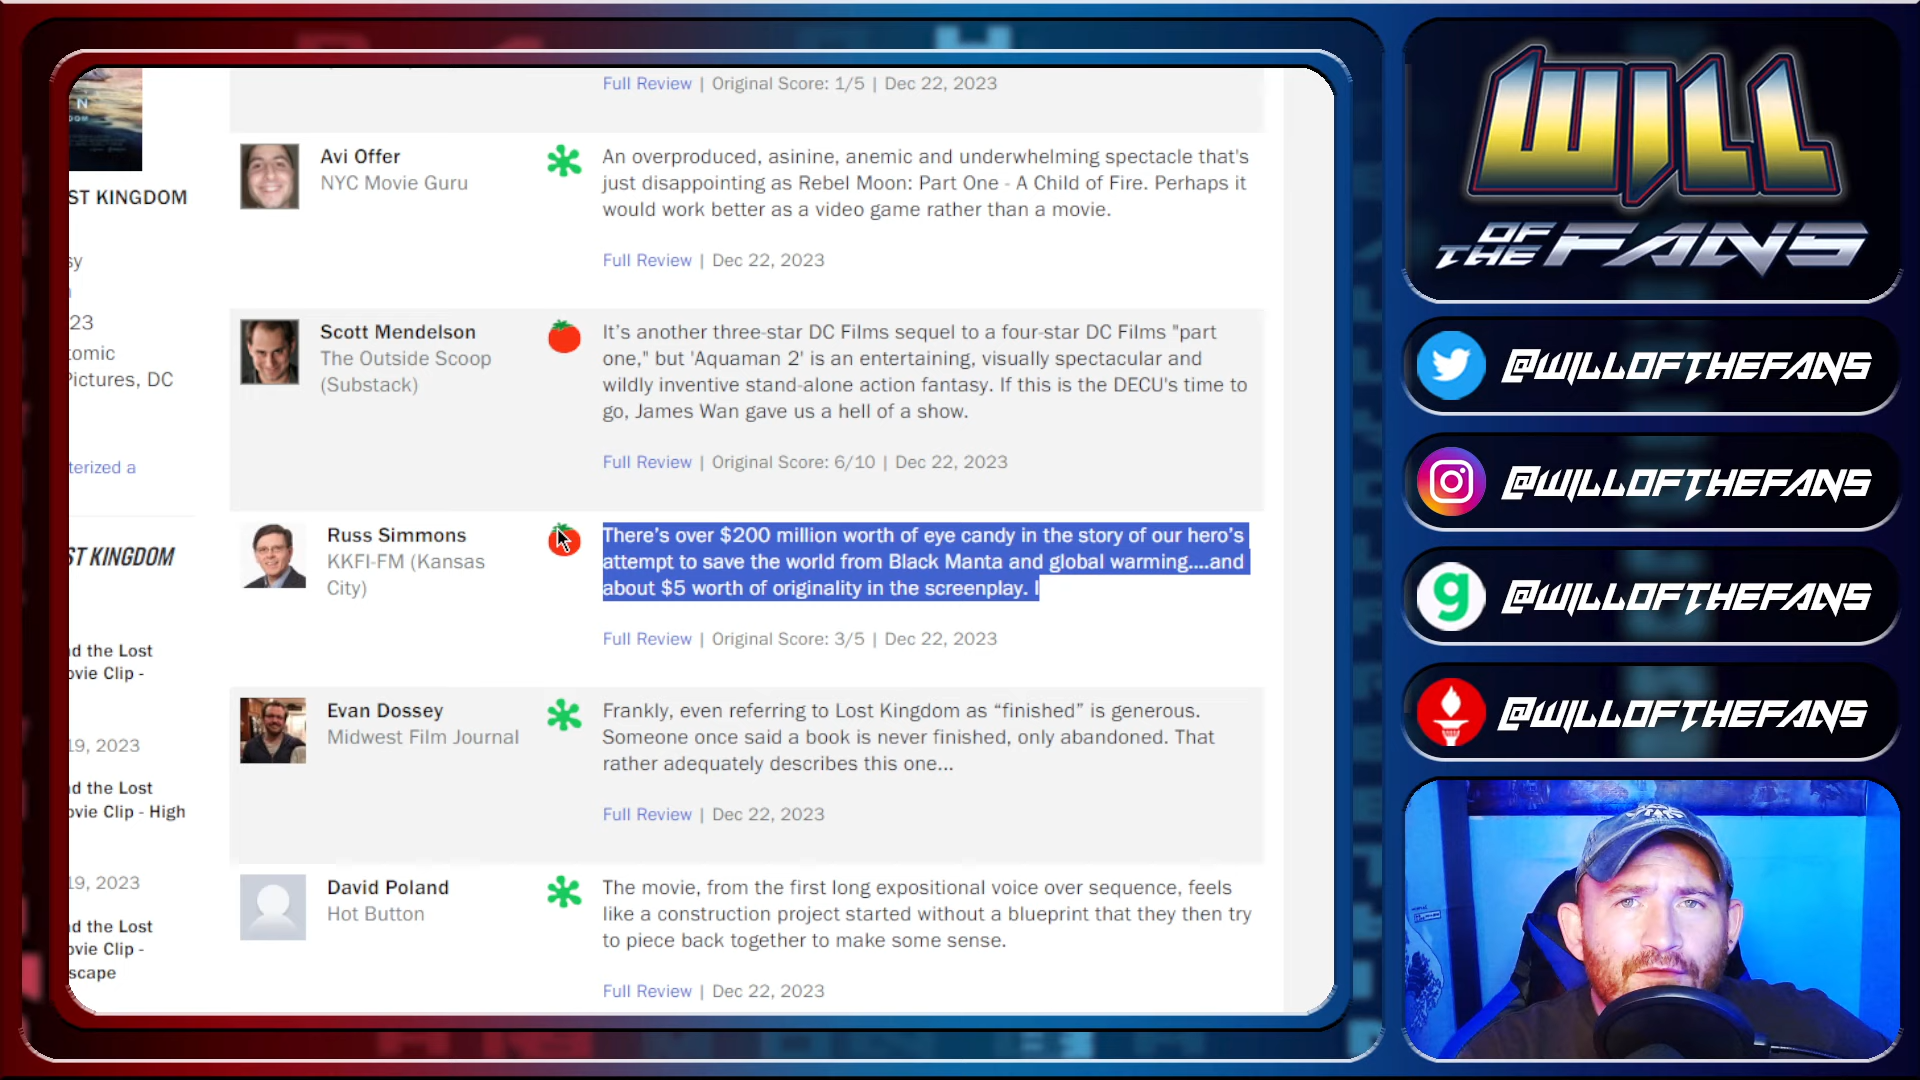 Full Review | Original Score: 1/5 | Dec 22, 2023
Avi Offer
NYC Movie Guru
An overproduced, asinine, anemic and underwhelming spectacle that's
just disappointing as Rebel Moon: Part One - A Child of Fire. Perhaps it
would work better as a video game rather than a movie.
Full Review | Dec 22, 2023
Scott Mendelson
The Outside Scoop
(Substack)
It’s another three-star DC Films sequel to a four-star DC Films "part
one," but 'Aquaman 2' is an entertaining, visually spectacular and
wildly inventive stand-alone action fantasy. If this is the DECU's time to
go, James Wan gave us a hell of a show.
Full Review | Original Score: 6/10 | Dec 22, 2023
Russ Simmons
KKFI-FM (Kansas
City)
There’s over $200 million worth of eye candy in the story of our hero’s
attempt to save the world from Black Manta and global warming....and
about $5 worth of originality in the screenplay. I
Full Review | Original Score: 3/5 | Dec 22, 2023
Evan Dossey
Midwest Film Journal
Frankly, even referring to Lost Kingdom as “finished” is generous.
Someone once said a book is never finished, only abandoned. That
rather adequately describes this one...
Full Review | Dec 22, 2023
David Poland
Hot Button
The movie, from the first long expositional voice over sequence, feels
like a construction project started without a blueprint that they then try
to piece back together to make some sense.
Full Review | Dec 22, 2023
ST KINGDOM
sy
23
tomic
Pictures, DC
terized a
ST KINGDOM
nd the Lost
ovie Clip -
19, 2023
nd the Lost
ovie Clip - High
19, 2023
nd the Lost
ovie Clip -
scape
WILL
OF THE FANS
@WILLOFTHEFANS
@WILLOFTHEFANS
g
@WILLOFTHEFANS
@WILLOFTHEFANS